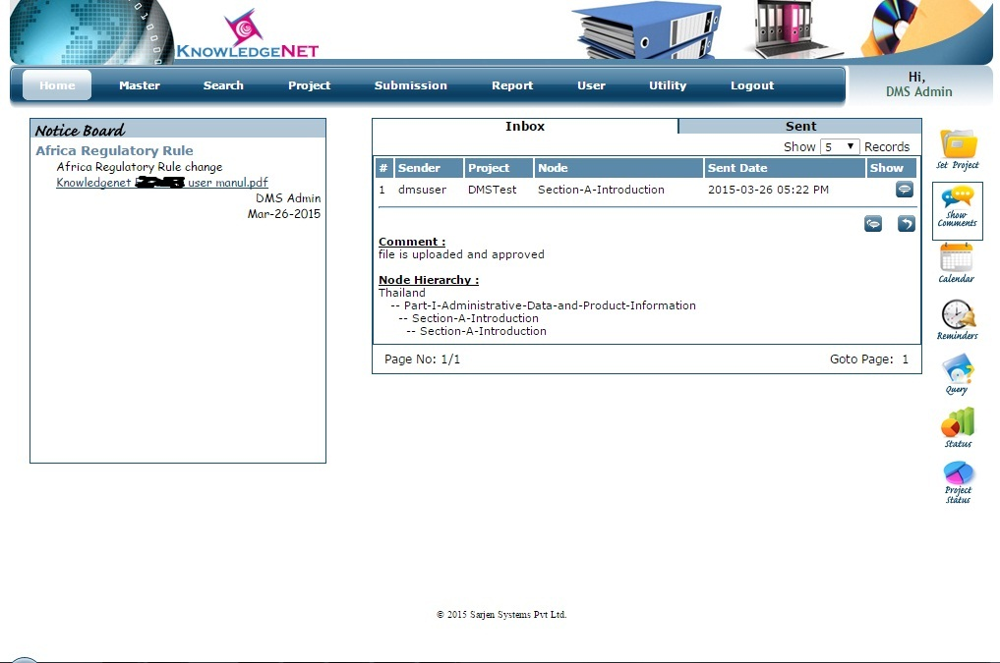 KNOWLEDGENET
Home Master Search Project Submission Report User Utility Logout
Hi,
DMS Admin
Notice Board
Africa Regulatory Rule
Africa Regulatory Rule change
Knowledgenet user manul.pdf
DMS Admin
Mar-26-2015
Inbox Sent
Show 5 Records
# Sender Project Node Sent Date Show
1 dmsuser DMSTest Section-A-Introduction 2015-03-26 05:22 PM
Comment :
file is uploaded and approved
Node Hierarchy :
Thailand
-- Part-I-Administrative-Data-and-Product-Information
-- Section-A-Introduction
-- Section-A-Introduction
Page No: 1/1 Goto Page: 1
Set Project
Show
Comments
Calendar
Reminders
Query
Status
Project
Status
© 2015 Sarjen Systems Pvt Ltd.